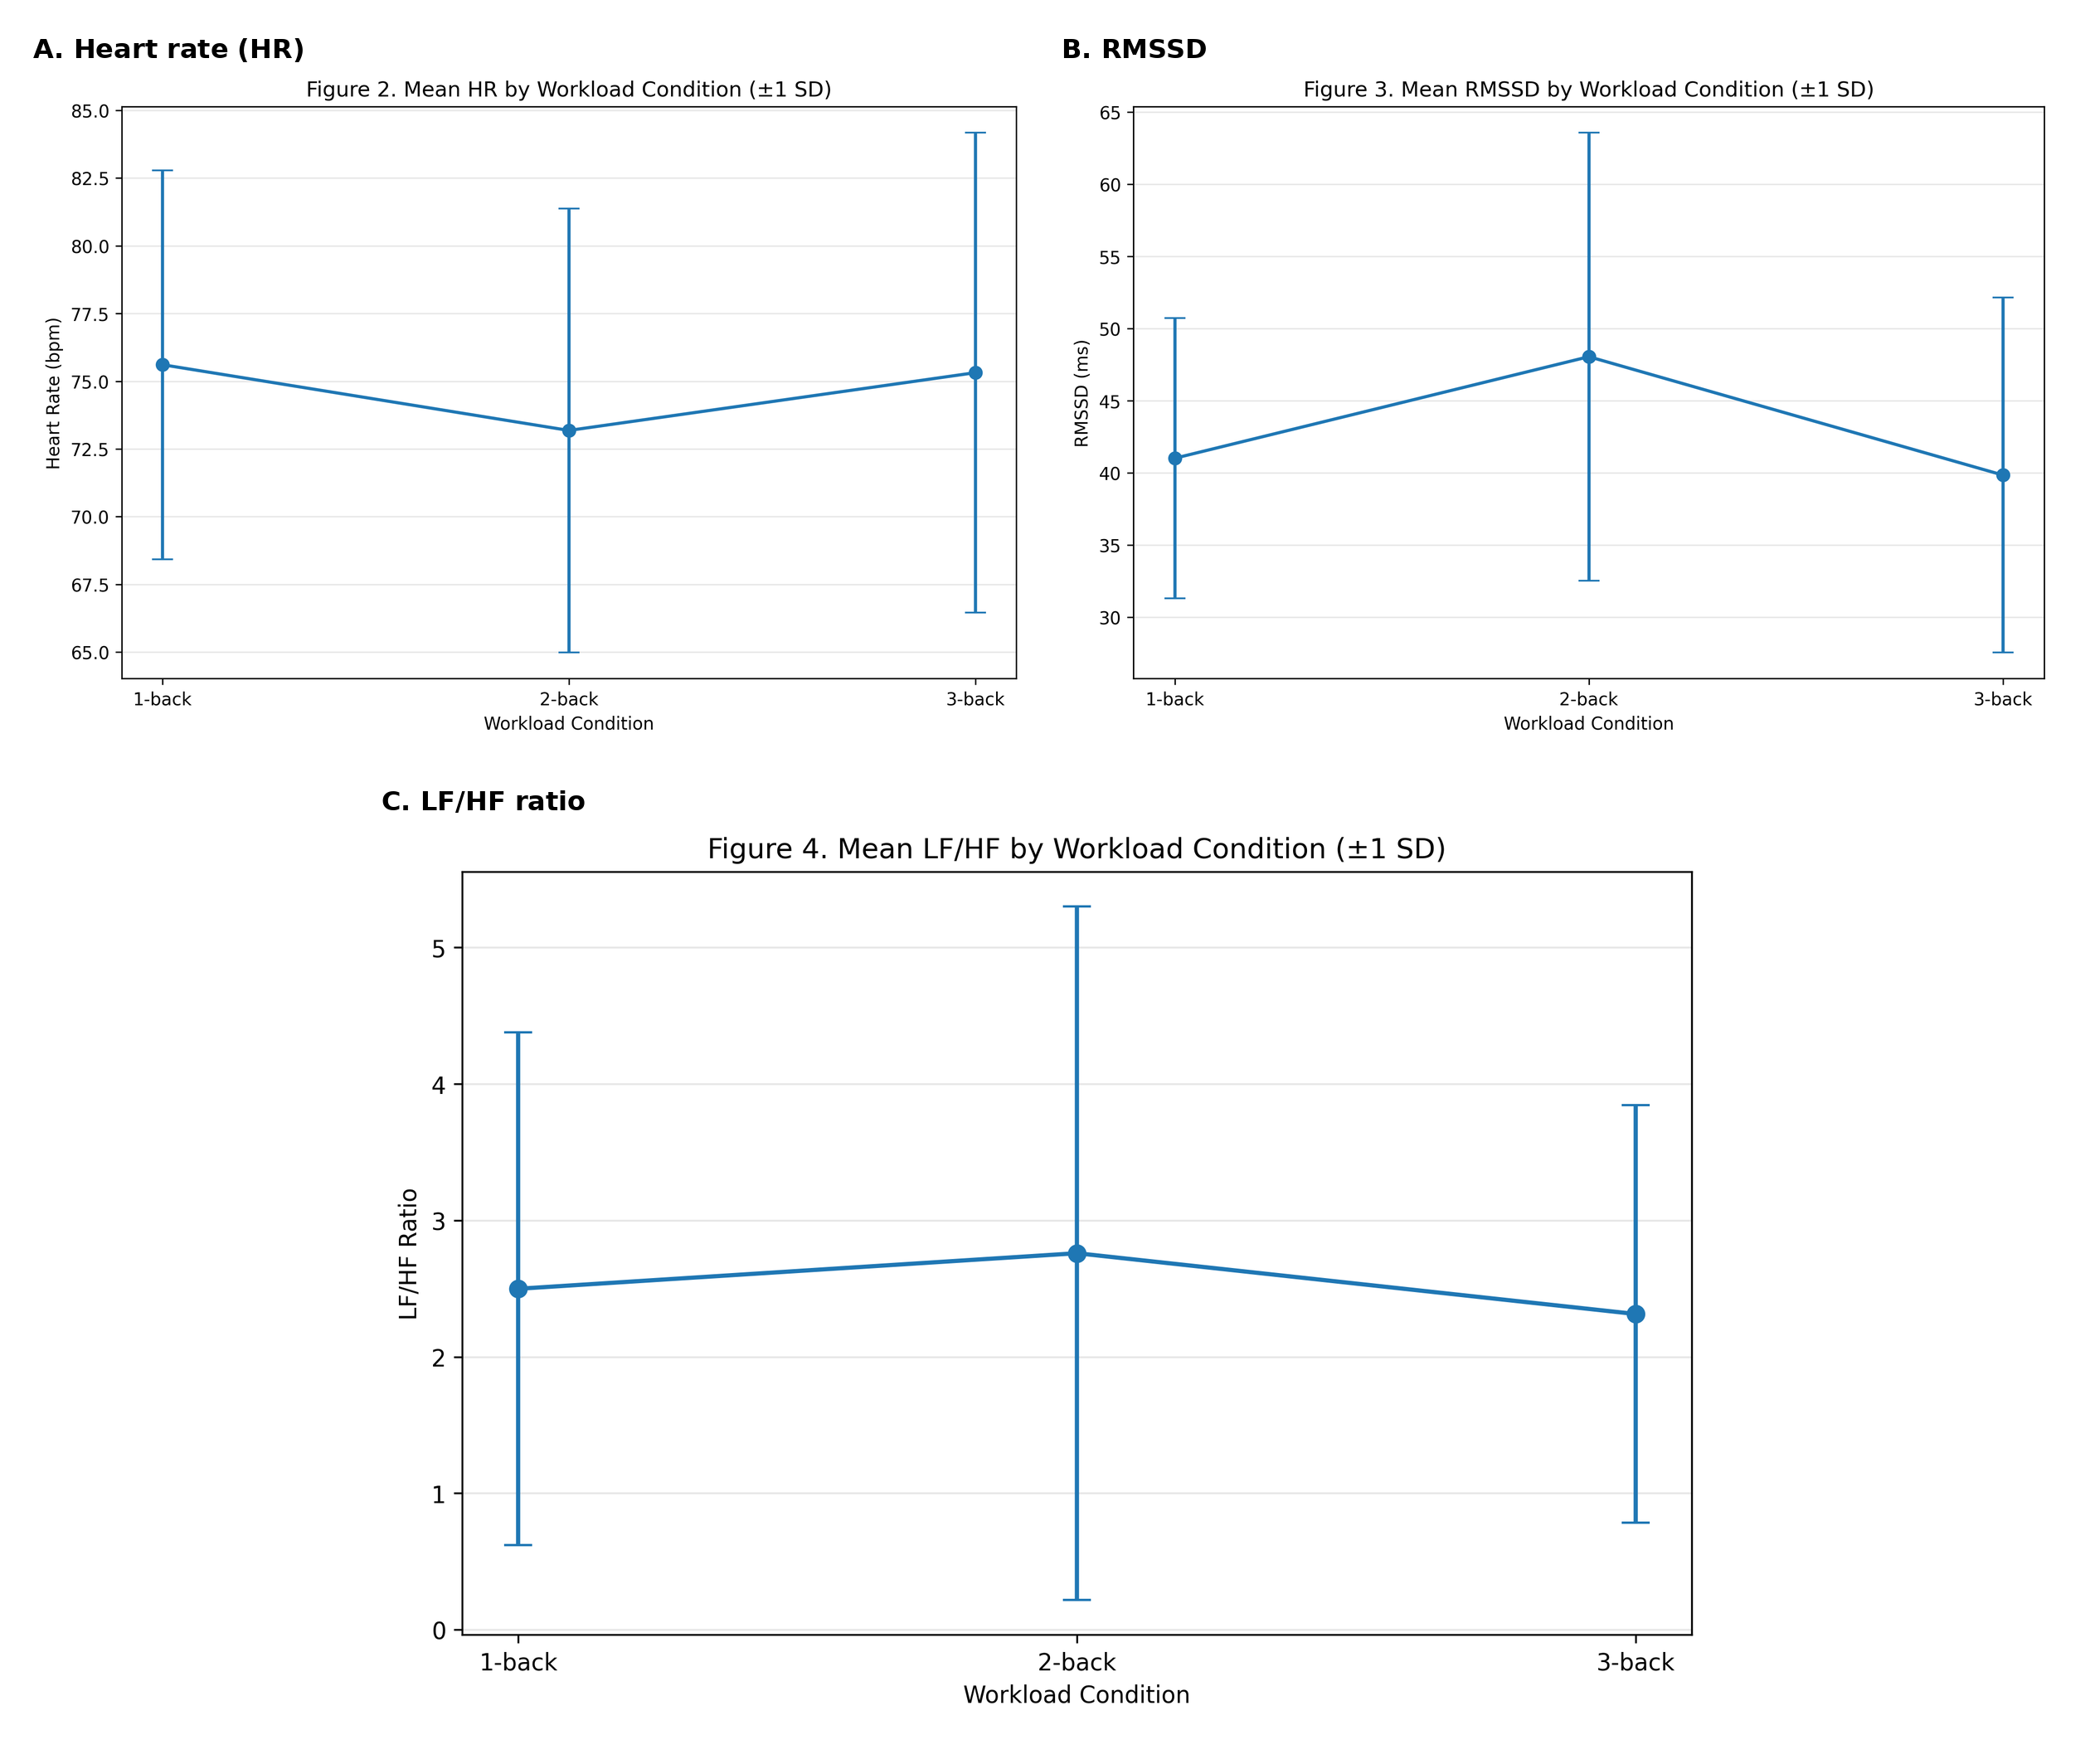 A. Heart rate (HR)
Figure 2. Mean HR by Workload Condition (±1 SD)
85.0
82.5
80.0
77.5
75.0
72.5
70.0
67.5
65.0
Heart Rate (bpm)
1-back
2-back
3-back
Workload Condition
B. RMSSD
Figure 3. Mean RMSSD by Workload Condition (±1 SD)
65
60
55
50
45
40
35
30
RMSSD (ms)
1-back
2-back
3-back
Workload Condition
C. LF/HF ratio
Figure 4. Mean LF/HF by Workload Condition (±1 SD)
5
4
3
2
1
0
LF/HF Ratio
1-back
2-back
3-back
Workload Condition